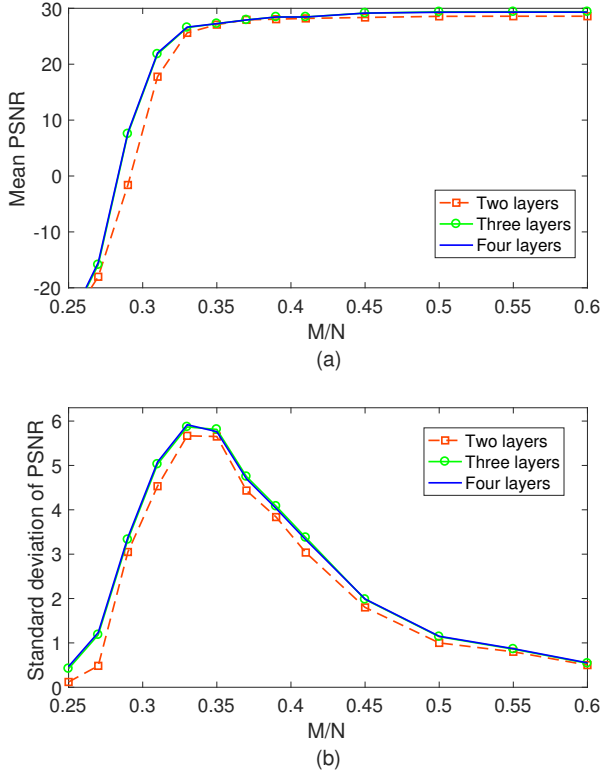 30
20
10
0
-10
-20
Mean PSNR
Two layers
Three layers
Four layers
0.25 0.3 0.35 0.4 0.45 0.5 0.55 0.6
M/N
(a)
6
5
4
3
2
1
0
Standard deviation of PSNR
Two layers
Three layers
Four layers
0.25 0.3 0.35 0.4 0.45 0.5 0.55 0.6
M/N
(b)